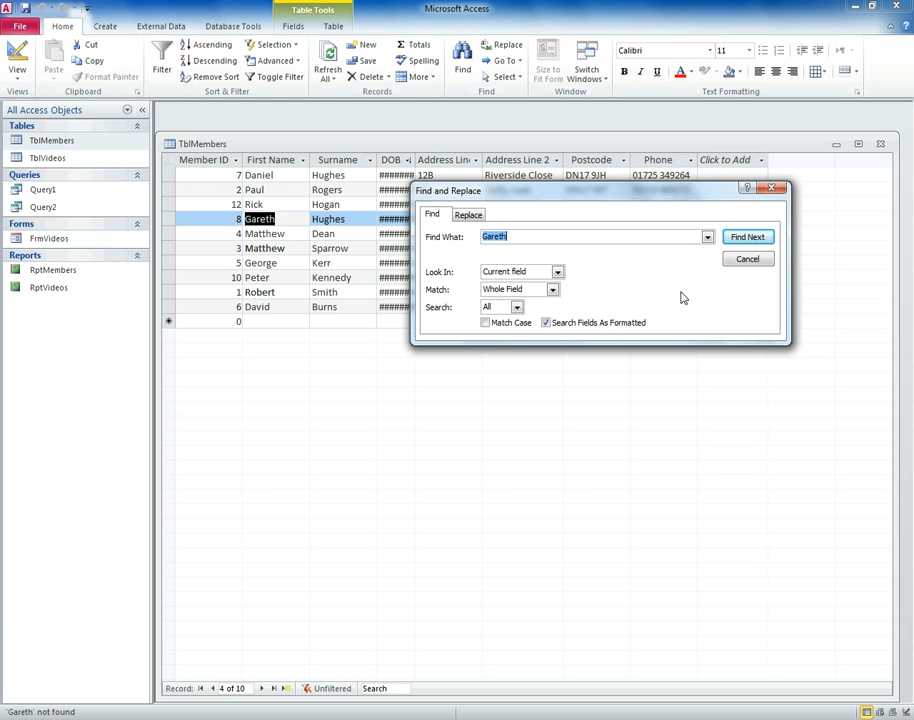 Table Tools
Microsoft Access
File
Home
Create
External Data
Database Tools
Fields
Table
View
Views
Paste
Cut
Copy
Format Painter
Clipboard
Filter
Ascending
Descending
Remove Sort
Selection
Advanced
Toggle Filter
Sort & Filter
Refresh All
New
Save
Delete
Totals
Spelling
More
Records
Find
Replace
Go To
Select
Find
Size to Fit Form
Switch Windows
Window
Calibri
11
B I U
Text Formatting
All Access Objects
Tables
TblMembers
TblVideos
Queries
Query1
Query2
Forms
FrmVideos
Reports
RptMembers
RptVideos
TblMembers
Member ID First Name Surname DOB Address Line Address Line 2 Postcode Phone Click to Add
7 Daniel Hughes ####### 12B Riverside Close DN17 9JH 01725 349264
2 Paul Rogers #######
12 Rick Hogan #######
8 Gareth Hughes #######
4 Matthew Dean #######
3 Matthew Sparrow #######
5 George Kerr #######
10 Peter Kennedy #######
1 Robert Smith #######
6 David Burns #######
0
Find and Replace
Find
Replace
Find What: Gareth
Find Next
Cancel
Look In: Current field
Match: Whole Field
Search: All
Match Case
Search Fields As Formatted
Record: 4 of 10 Unfiltered Search
'Gareth' not found